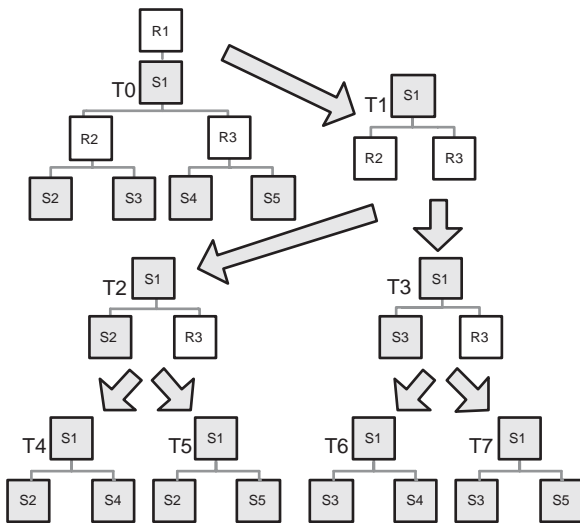 R1
T0 S1
R2 R3
S2 S3 S4 S5
T1 S1
R2 R3
T2 S1
S2 R3
T3 S1
S3 R3
T4 S1
S2 S4
T5 S1
S2 S5
T6 S1
S3 S4
T7 S1
S3 S5